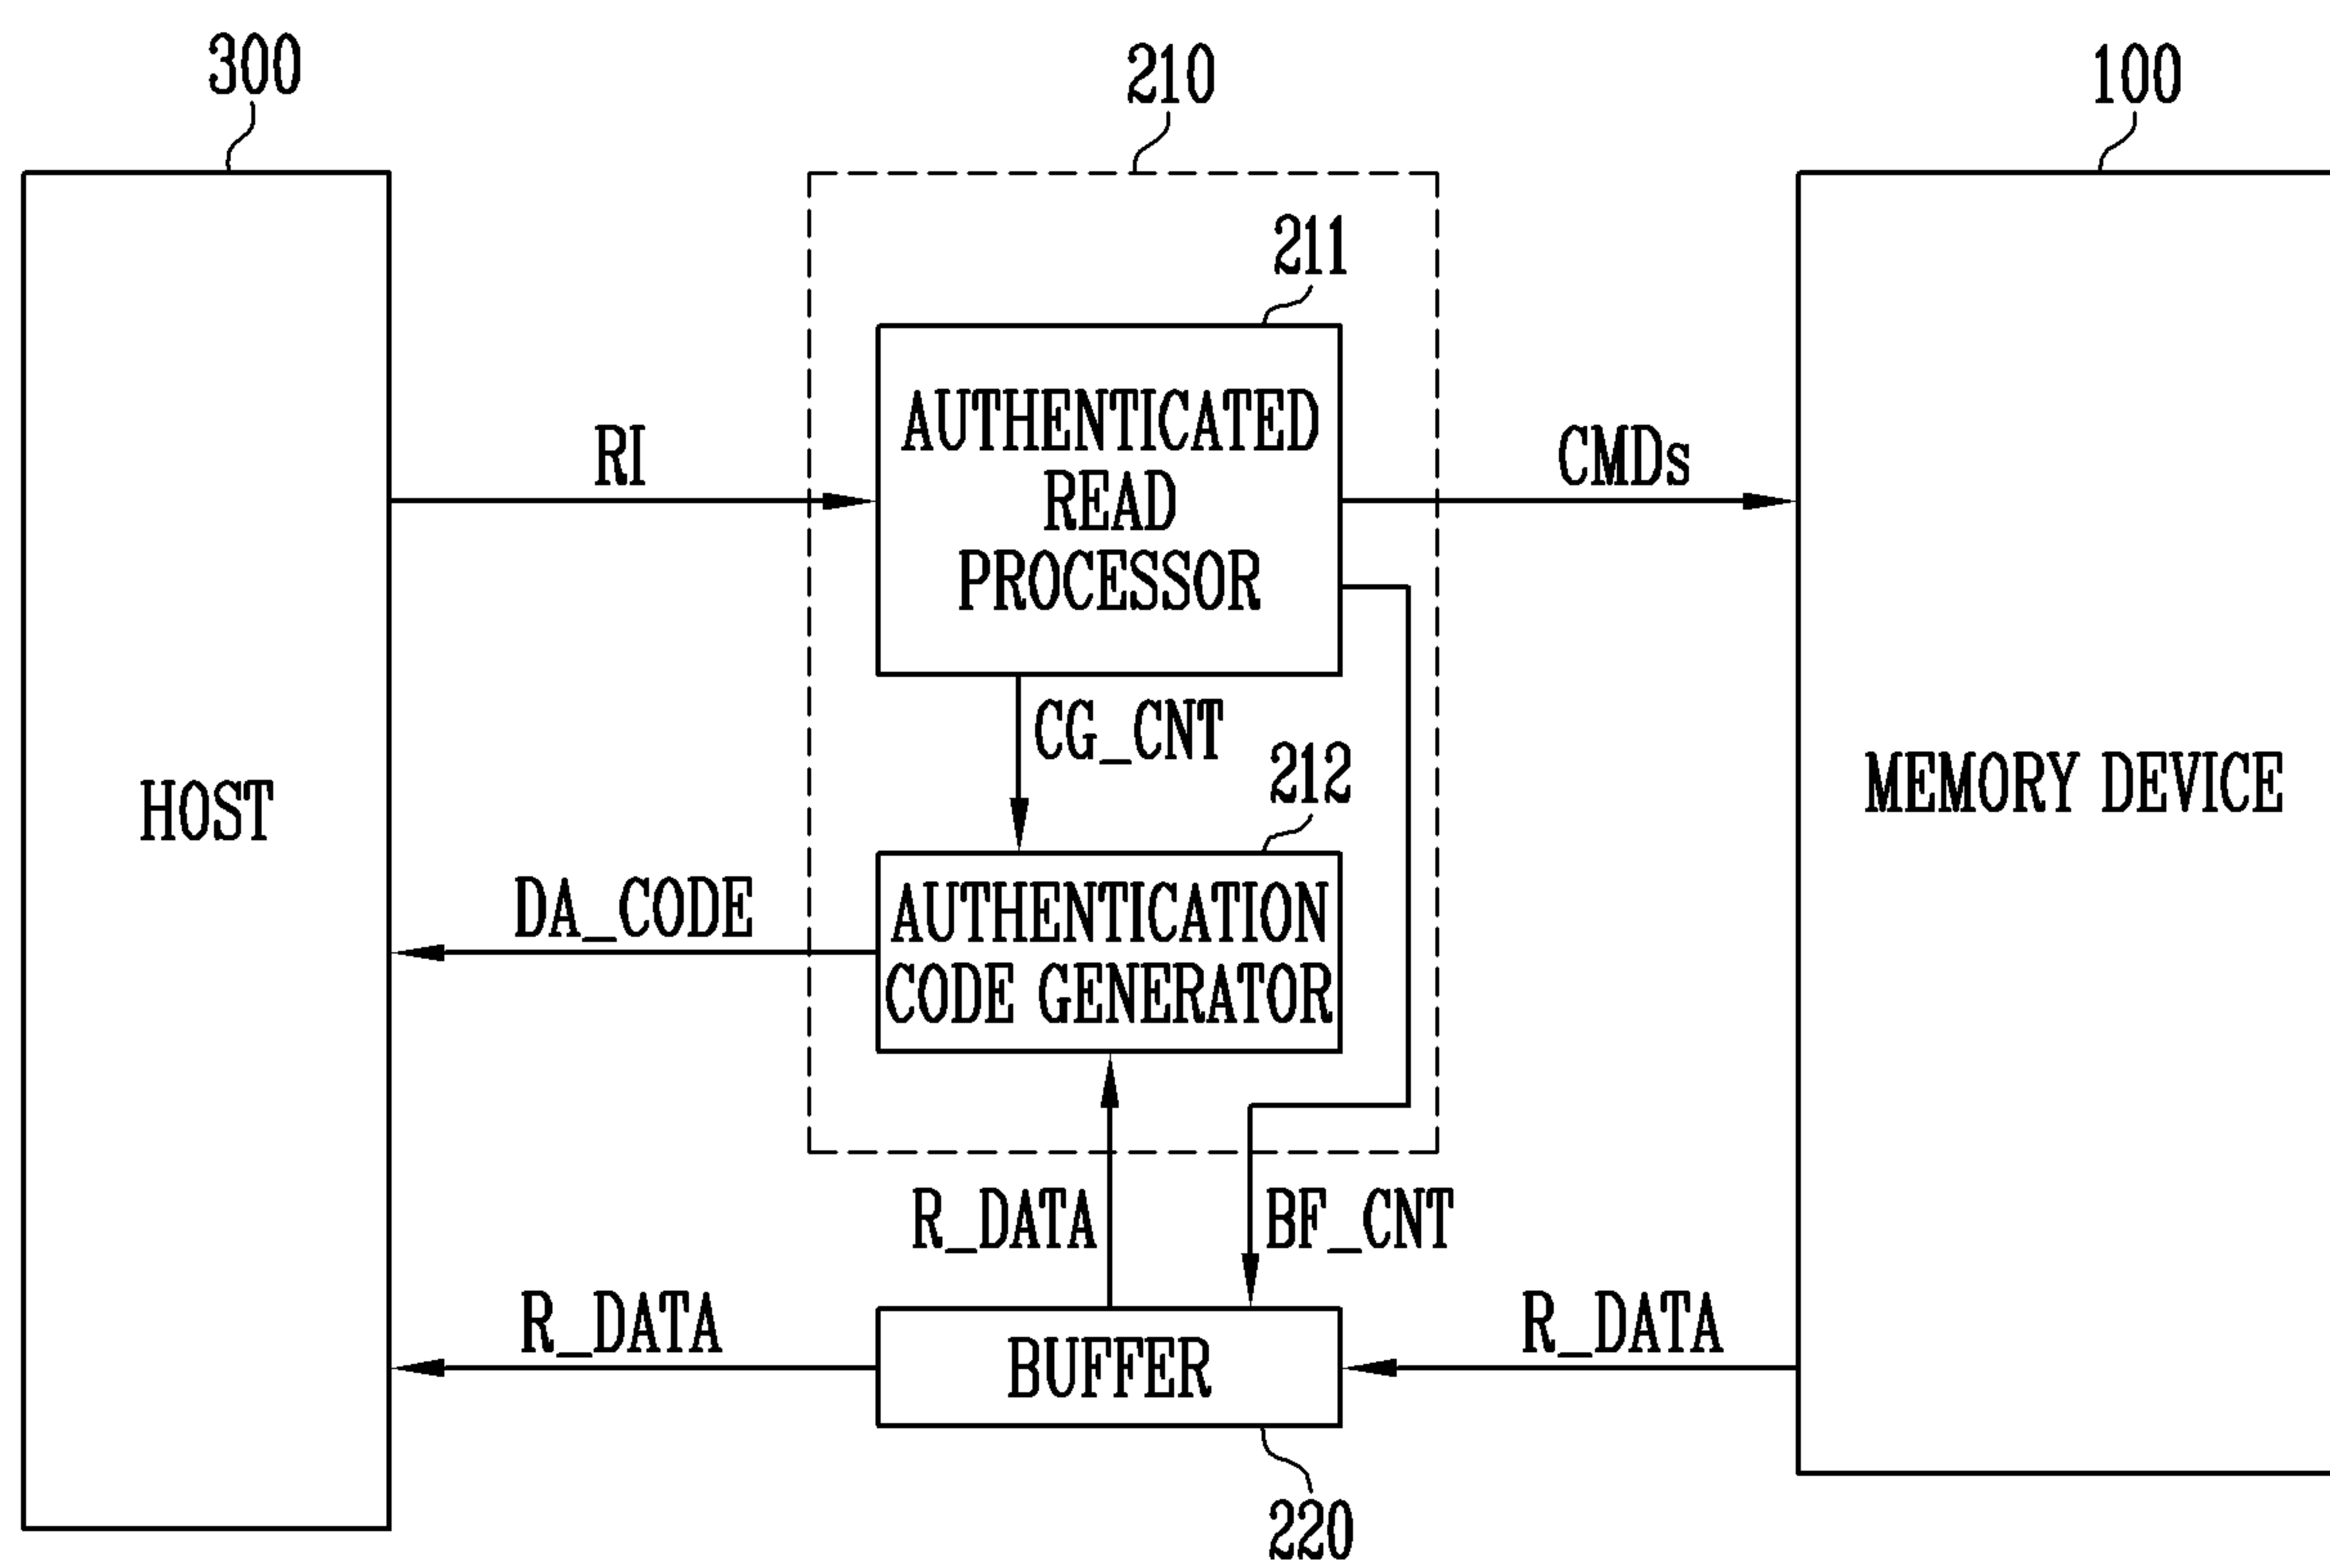 300
210
100
211
AUTHENTICATED
READ
PROCESSOR
RI
CMDs
CG_CNT
212
HOST
MEMORY DEVICE
DA_CODE
AUTHENTICATION
CODE GENERATOR
R_DATA
BF_CNT
R_DATA
BUFFER
R_DATA
220